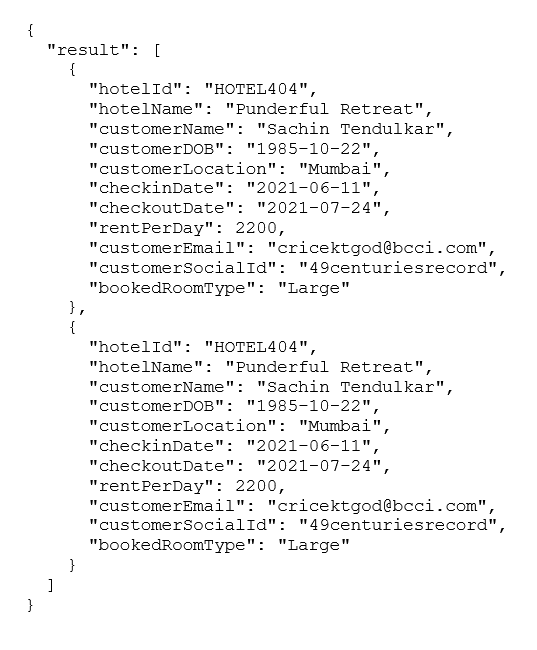 {
  "result": [
    {
      "hotelId": "HOTEL404",
      "hotelName": "Punderful Retreat",
      "customerName": "Sachin Tendulkar",
      "customerDOB": "1985-10-22",
      "customerLocation": "Mumbai",
      "checkinDate": "2021-06-11",
      "checkoutDate": "2021-07-24",
      "rentPerDay": 2200,
      "customerEmail": "cricektgod@bcci.com",
      "customerSocialId": "49centuriesrecord",
      "bookedRoomType": "Large"
    },
    {
      "hotelId": "HOTEL404",
      "hotelName": "Punderful Retreat",
      "customerName": "Sachin Tendulkar",
      "customerDOB": "1985-10-22",
      "customerLocation": "Mumbai",
      "checkinDate": "2021-06-11",
      "checkoutDate": "2021-07-24",
      "rentPerDay": 2200,
      "customerEmail": "cricektgod@bcci.com",
      "customerSocialId": "49centuriesrecord",
      "bookedRoomType": "Large"
    }
  ]
}